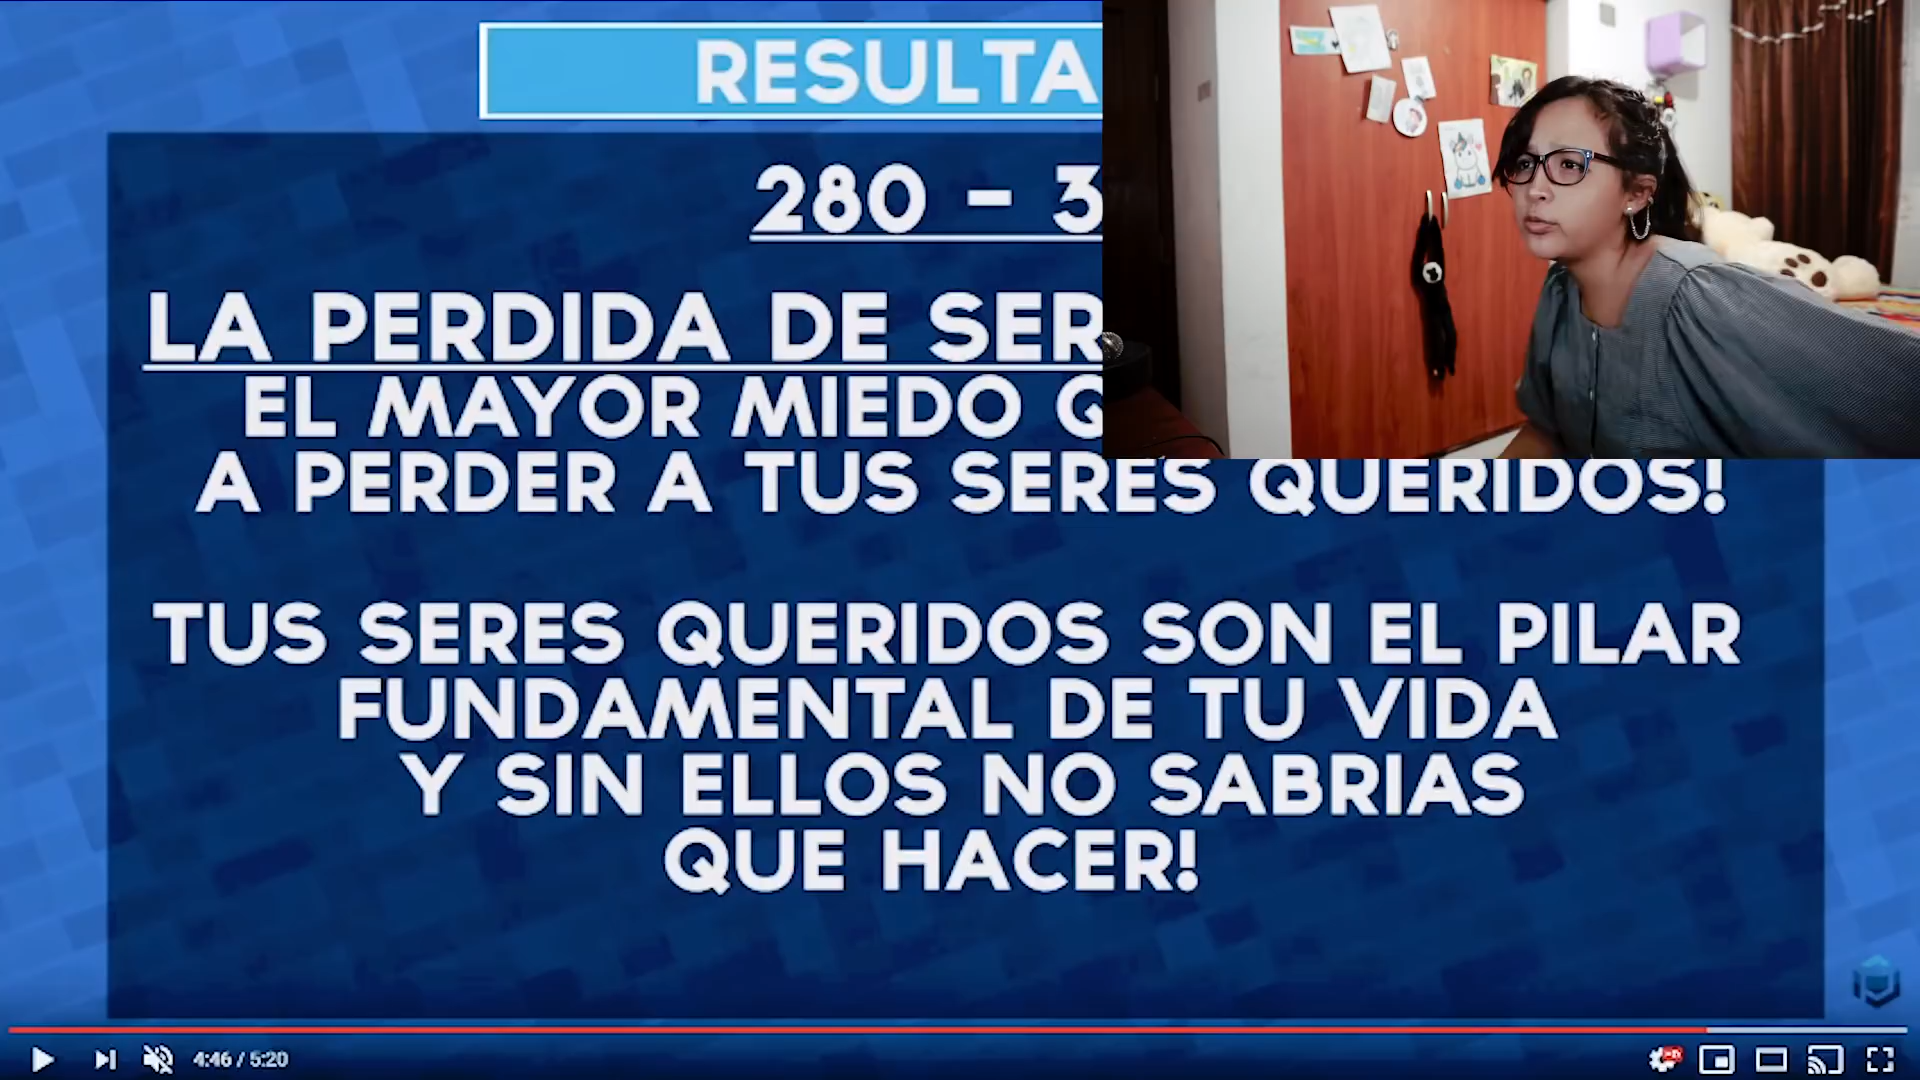 RESULTA
280 - 3
LA PERDIDA DE SER
EL MAYOR MIEDO Q
A PERDER A TUS SERES QUERIDOS!
TUS SERES QUERIDOS SON EL PILAR
FUNDAMENTAL DE TU VIDA
Y SIN ELLOS NO SABRIAS
QUE HACER!
4:46 / 5:20